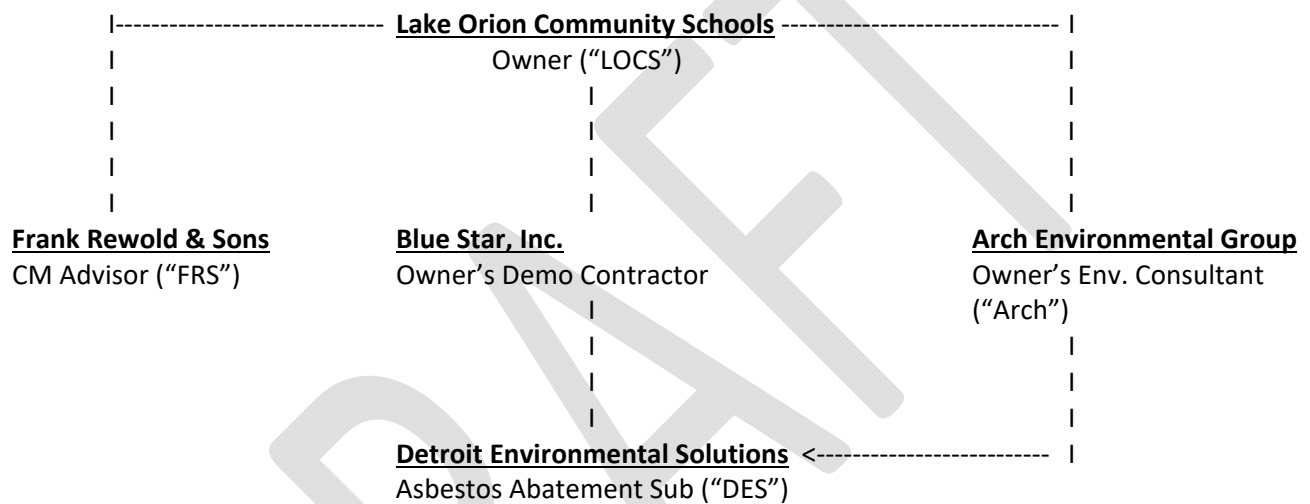 I----------------------------- Lake Orion Community Schools ------------------------------ I
I Owner (“LOCS”) I
I I I
I I I
I I I
I I I
Frank Rewold & Sons Blue Star, Inc. Arch Environmental Group
CM Advisor (“FRS”) Owner’s Demo Contractor Owner’s Env. Consultant
I (“Arch”)
I I
I I
I I
Detroit Environmental Solutions <------------------------- I
Asbestos Abatement Sub (“DES”)
DRAFT